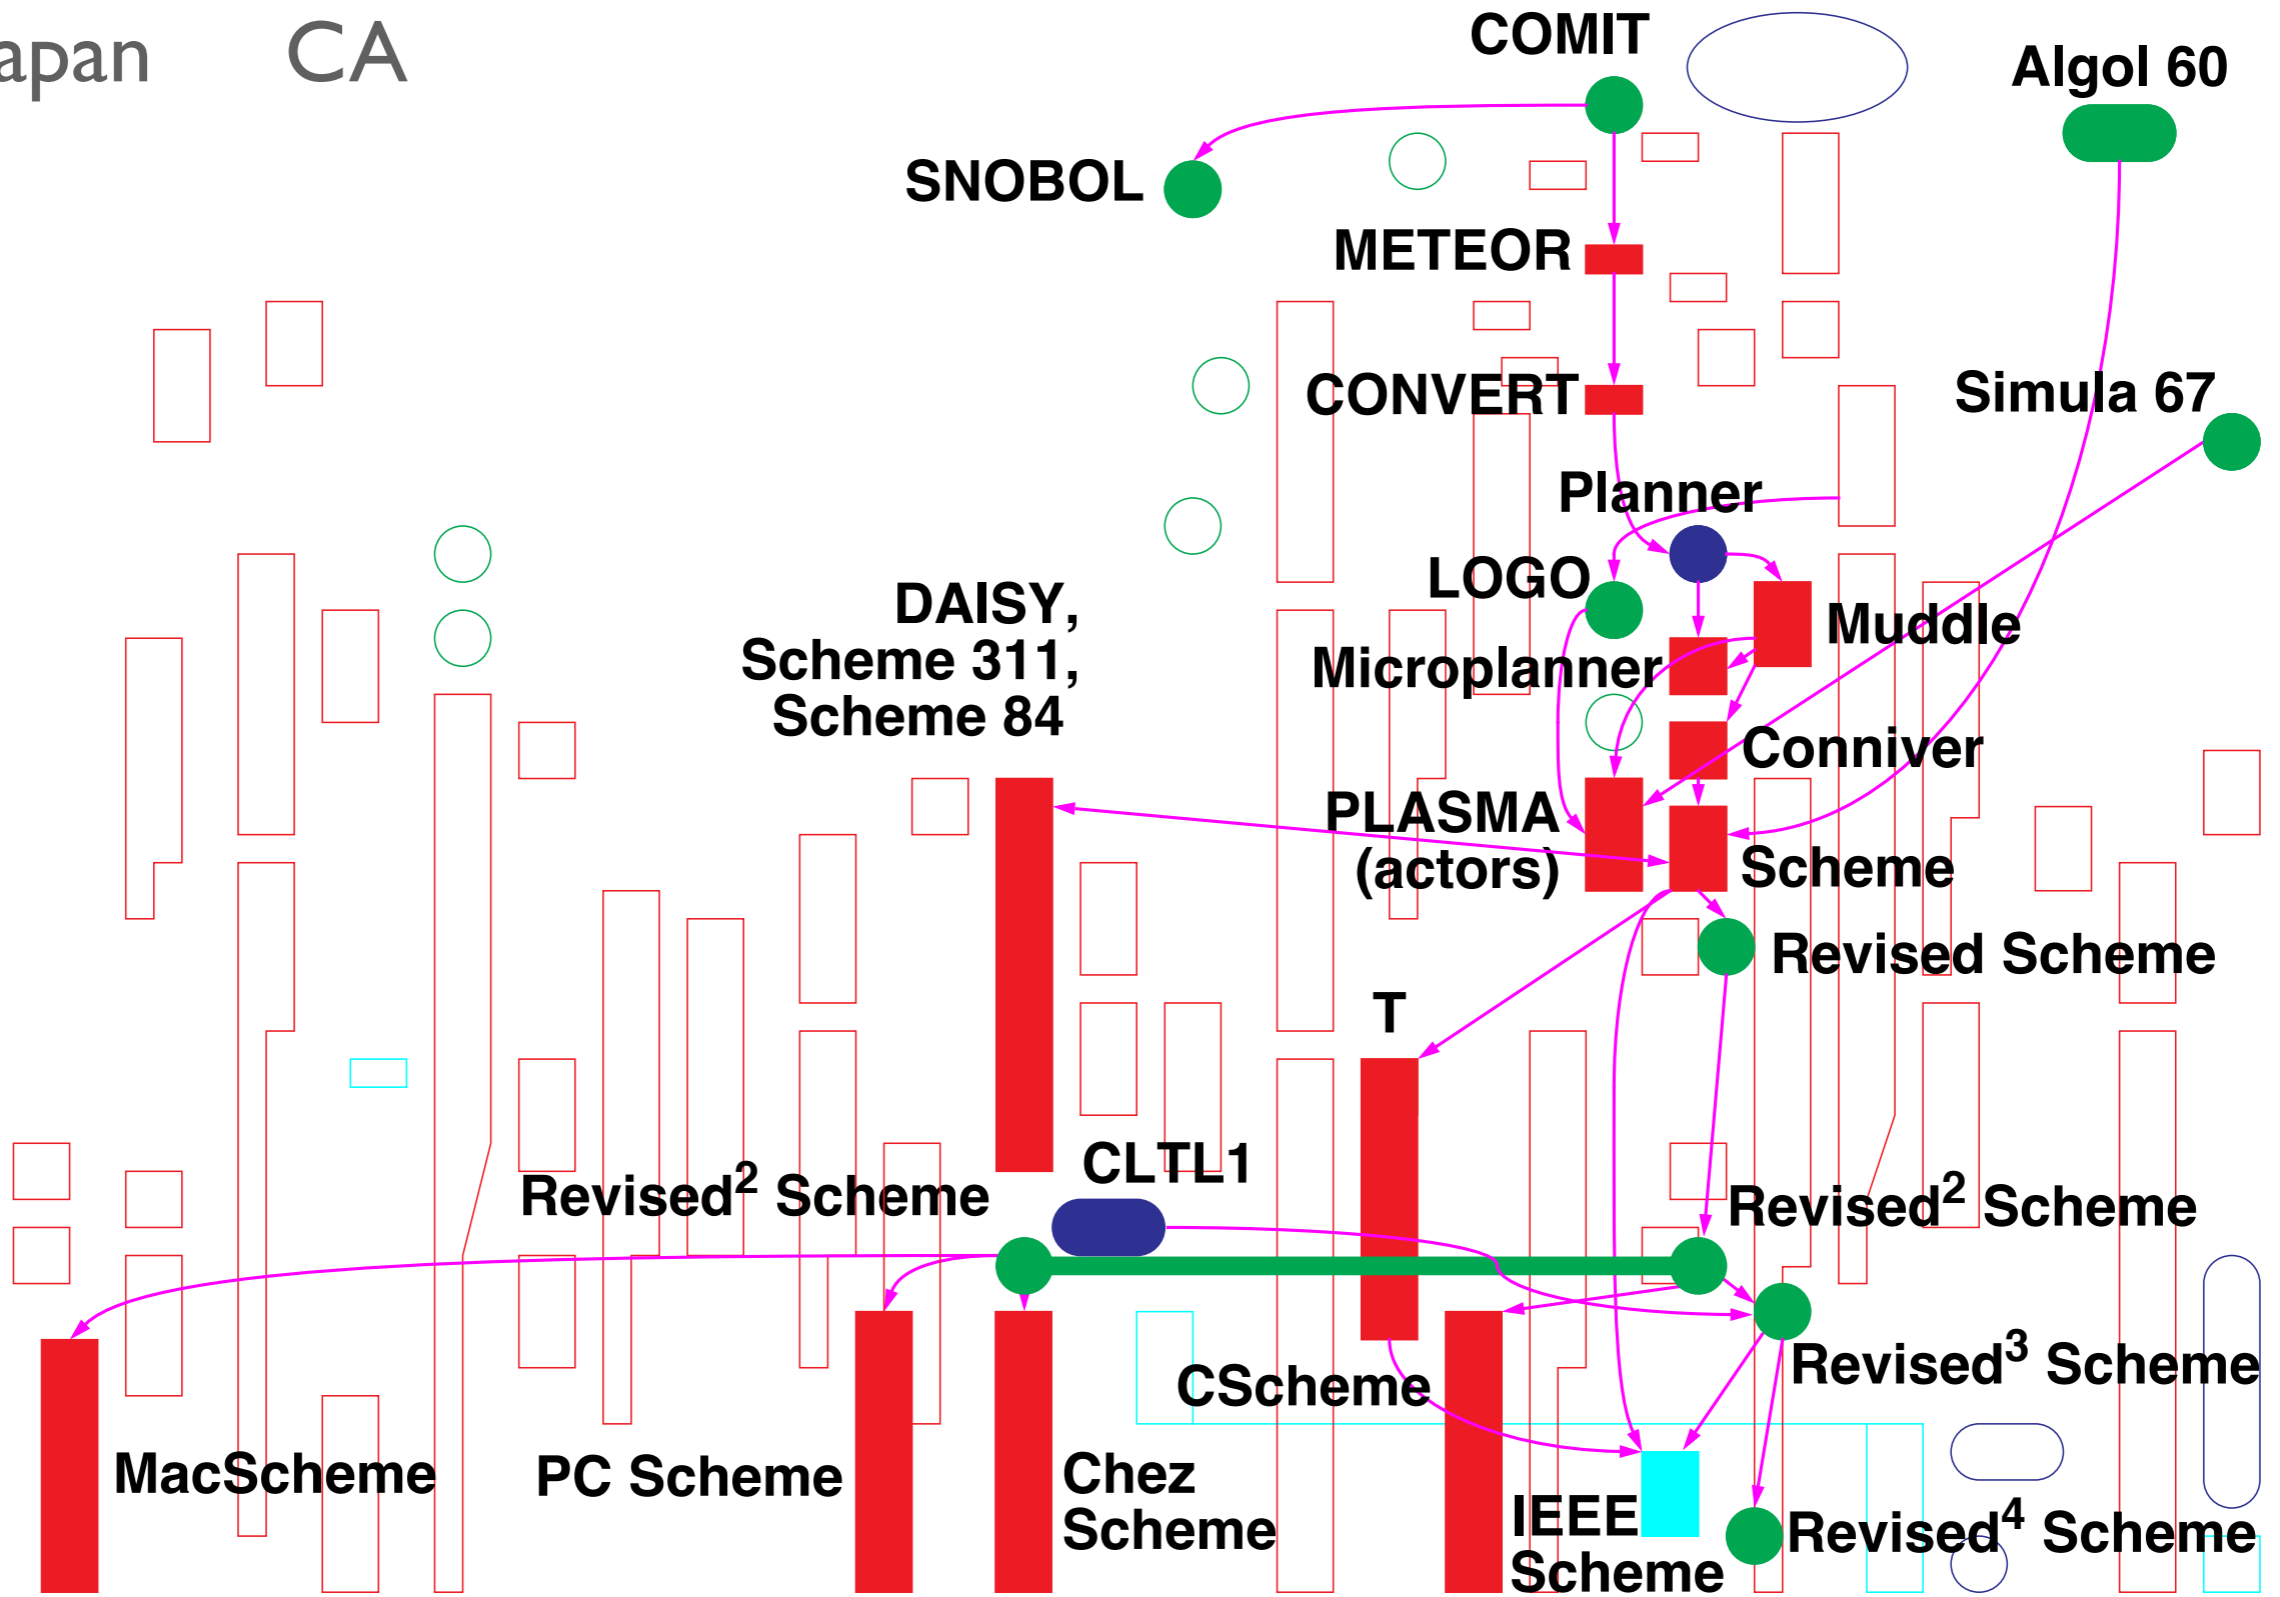 apan CA
COMIT
Algol 60
SNOBOL
METEOR
CONVERT
Simula 67
Planner
LOGO
DAISY,
Scheme 311,
Scheme 84
Muddle
Microplanner
Conniver
PLASMA
(actors)
Scheme
Revised Scheme
T
CLTL1
Revised² Scheme
Revised² Scheme
Revised³ Scheme
CScheme
MacScheme
PC Scheme
Chez
Scheme
IEEE
Scheme
Revised⁴ Scheme